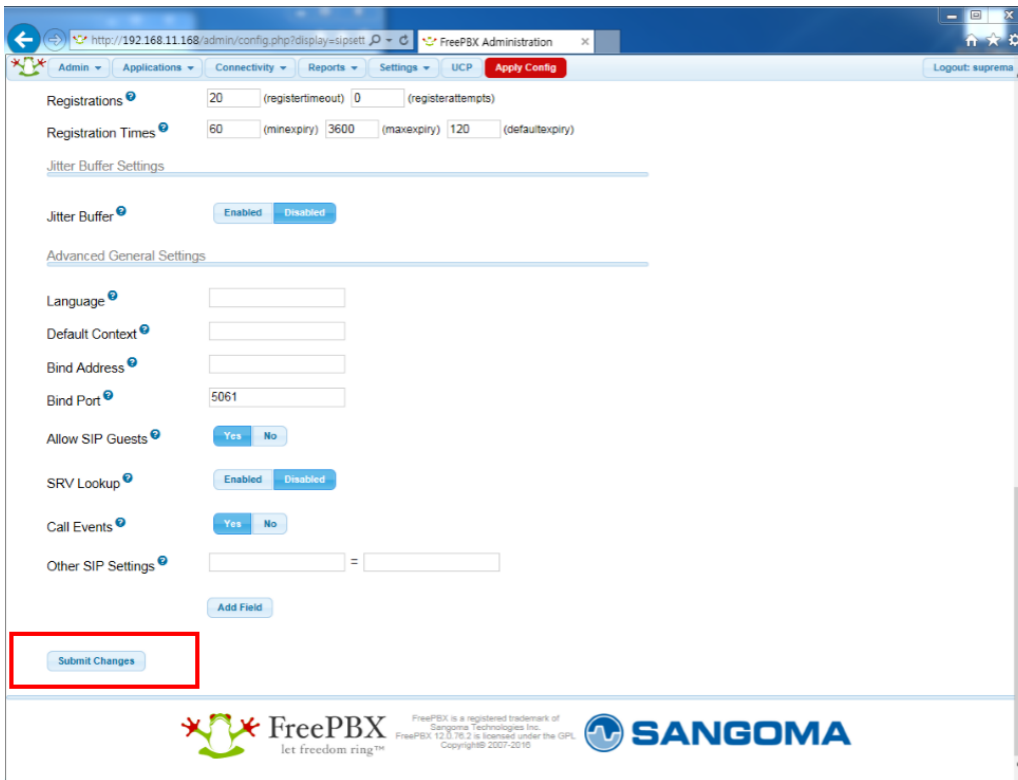 http://192.168.11.168/admin/config.php?display=sipsett
FreePBX Administration
Admin Applications Connectivity Reports Settings UCP Apply Config Logout: suprema
Registrations 20 (registertimeout) 0 (registerattempts)
Registration Times 60 (minexpiry) 3600 (maxexpiry) 120 (defaultexpiry)
Jitter Buffer Settings
Jitter Buffer Enabled Disabled
Advanced General Settings
Language
Default Context
Bind Address
Bind Port 5061
Allow SIP Guests Yes No
SRV Lookup Enabled Disabled
Call Events Yes No
Other SIP Settings =
Add Field
Submit Changes
FreePBX
let freedom ring™
FreePBX is a registered trademark of
Sangoma Technologies Inc.
FreePBX 12.0.76.2 is licensed under the GPL
Copyright© 2007-2016
SANGOMA